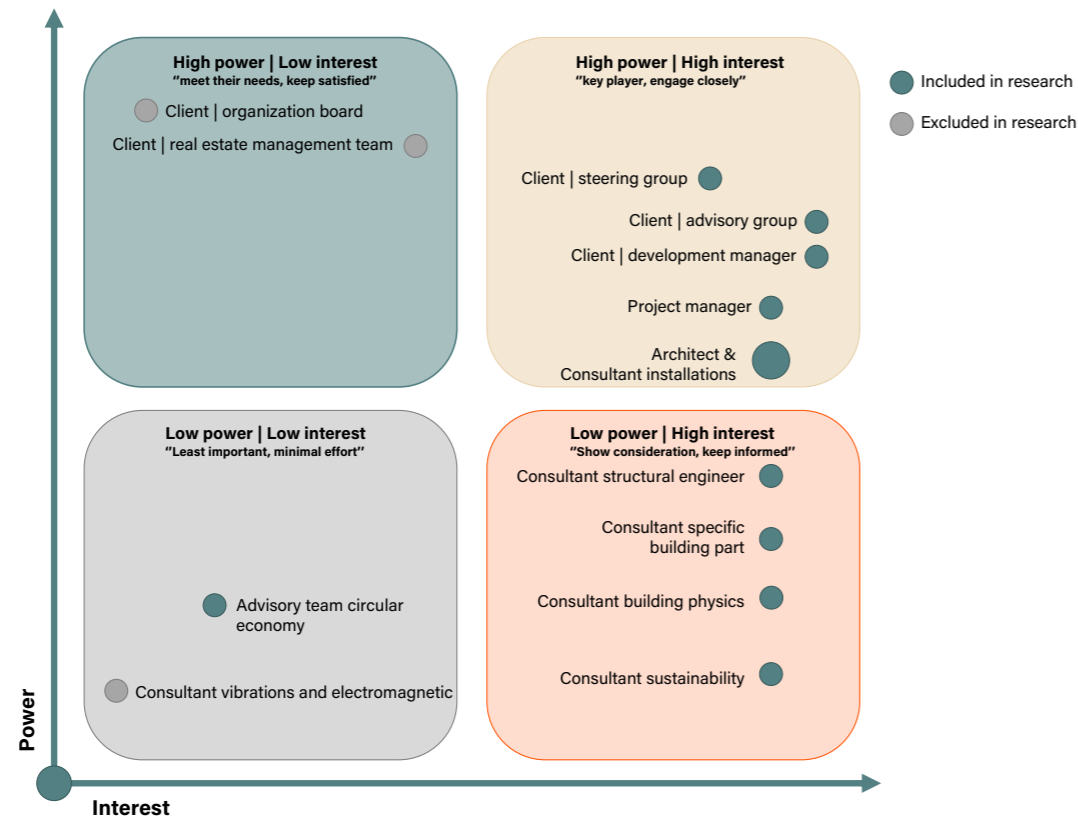 High power | Low interest
‘’meet their needs, keep satisfied’’
Client | organization board
Client | real estate management team
High power | High interest
‘’key player, engage closely’’
Client | steering group
Client | advisory group
Client | development manager
Project manager
Architect &
Consultant installations
Included in research
Excluded in research
Low power | Low interest
‘’Least important, minimal effort’’
Advisory team circular
economy
Consultant vibrations and electromagnetic
Low power | High interest
‘’Show consideration, keep informed’’
Consultant structural engineer
Consultant specific
building part
Consultant building physics
Consultant sustainability
Power
Interest